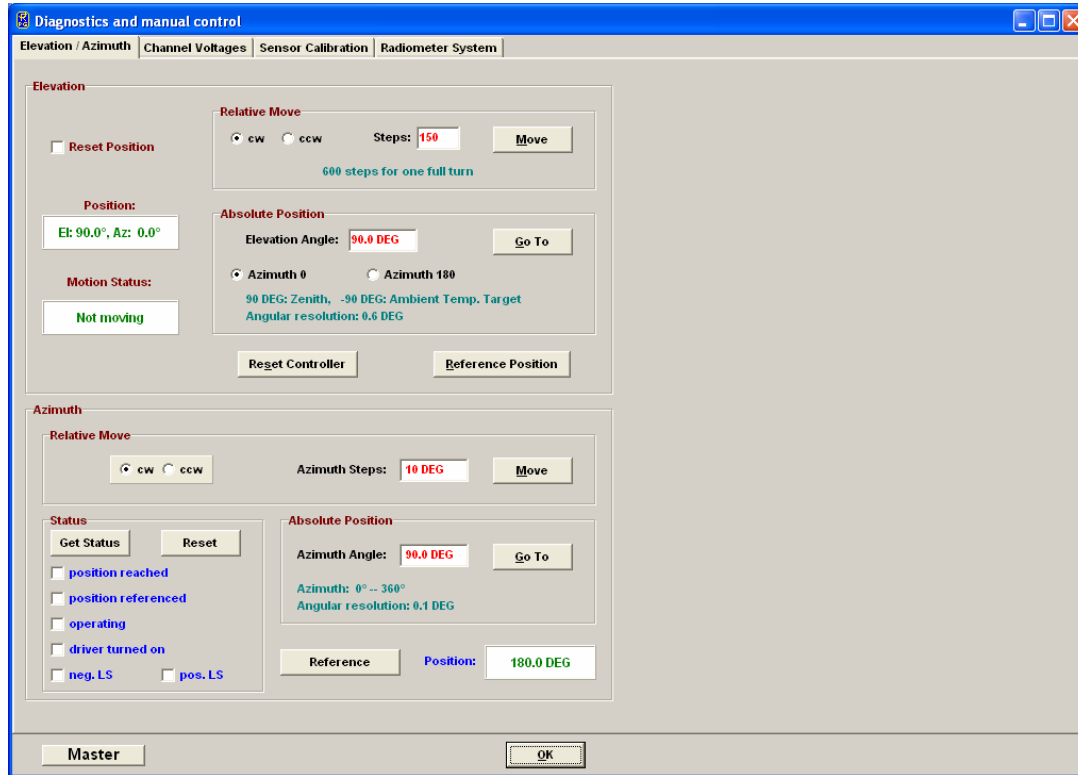 Diagnostics and manual control
Elevation / Azimuth Channel Voltages Sensor Calibration Radiometer System
Elevation
Relative Move
Reset Position
cw ccw Steps: 150 Move
600 steps for one full turn
Position:
El: 90.0°, Az: 0.0°
Absolute Position
Elevation Angle: 90.0 DEG Go To
Azimuth 0 Azimuth 180
Motion Status:
Not moving
90 DEG: Zenith, -90 DEG: Ambient Temp. Target
Angular resolution: 0.6 DEG
Reset Controller Reference Position
Azimuth
Relative Move
cw ccw Azimuth Steps: 10 DEG Move
Status
Get Status Reset
position reached
position referenced
operating
driver turned on
neg. LS pos. LS
Absolute Position
Azimuth Angle: 90.0 DEG Go To
Azimuth: 0° -- 360°
Angular resolution: 0.1 DEG
Reference Position: 180.0 DEG
Master OK